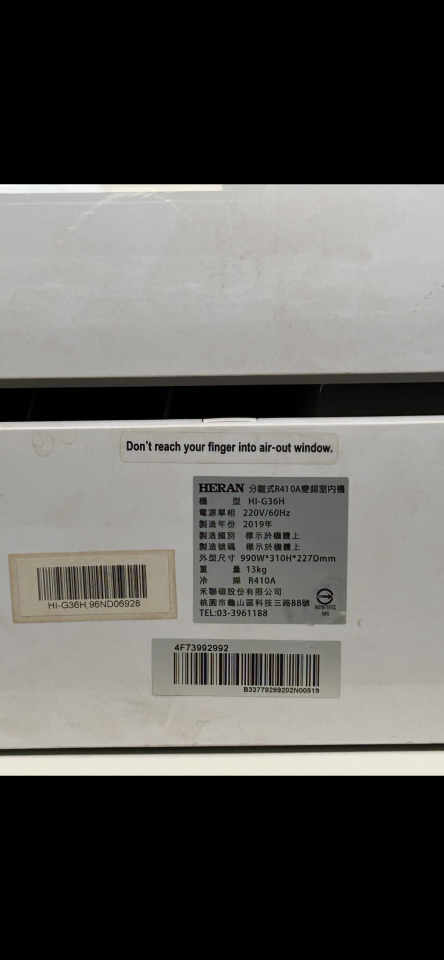 Don't reach your finger into air-out window.
HERAN 分離式R410A變頻室內機
機 型 HI-G36H
電源單相 220V/60Hz
製造年份 2019年
製造國別 標示於機體上
製造號碼 標示於機體上
外型尺寸 990W*310H*227Dmm
重 量 13kg
冷 媒 R410A
禾聯碩股份有限公司
桃園市龜山區科技三路88號
TEL:03-3961188
HI-G36H,96ND06928
4F73992992
B33779299202N00519